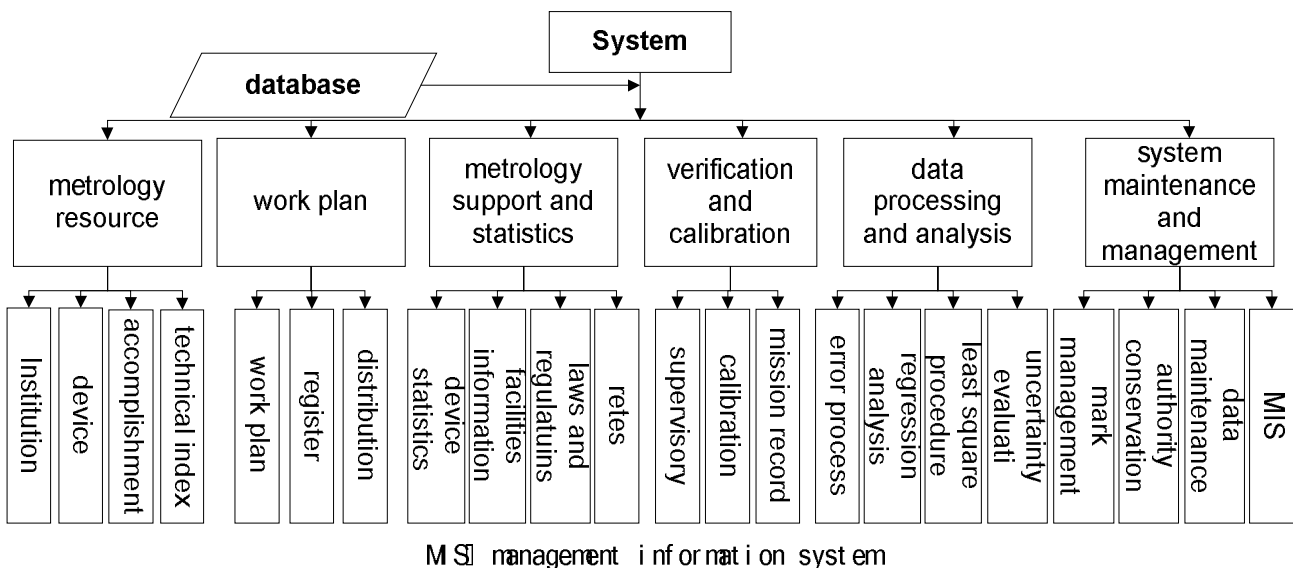 System
database
metrology
resource
work plan
metrology
support and
statistics
verification
and
calibration
data
processing
and analysis
system
maintenance
and
management
Institution
device
accomplishment
technical index
work plan
register
distribution
device
statistics
facilities
information
laws and
regulatuins
retes
supervisory
calibration
mission record
error process
regression
analysis
least square
procedure
uncertainty
evaluati
mark
management
authority
conservation
data
maintenance
MIS
MIS management information system